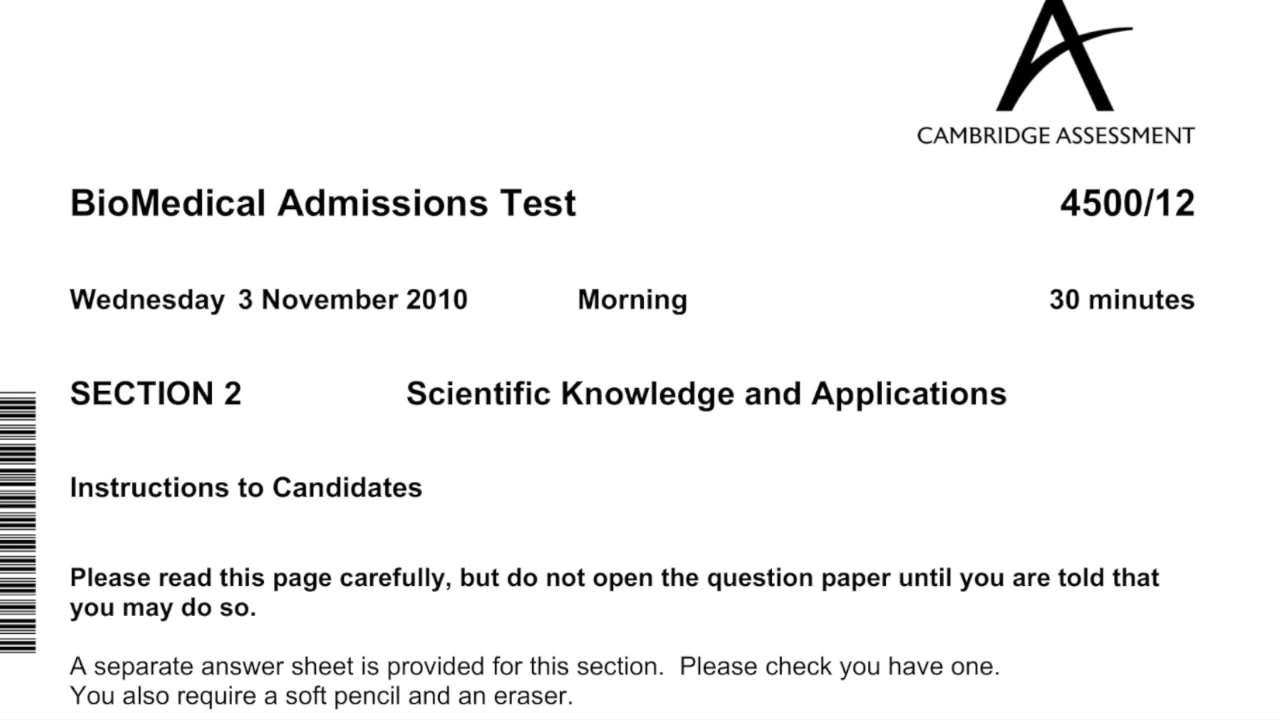 CAMBRIDGE ASSESSMENT
BioMedical Admissions Test 4500/12
Wednesday 3 November 2010 Morning 30 minutes
SECTION 2 Scientific Knowledge and Applications
Instructions to Candidates
Please read this page carefully, but do not open the question paper until you are told that
you may do so.
A separate answer sheet is provided for this section. Please check you have one.
You also require a soft pencil and an eraser.